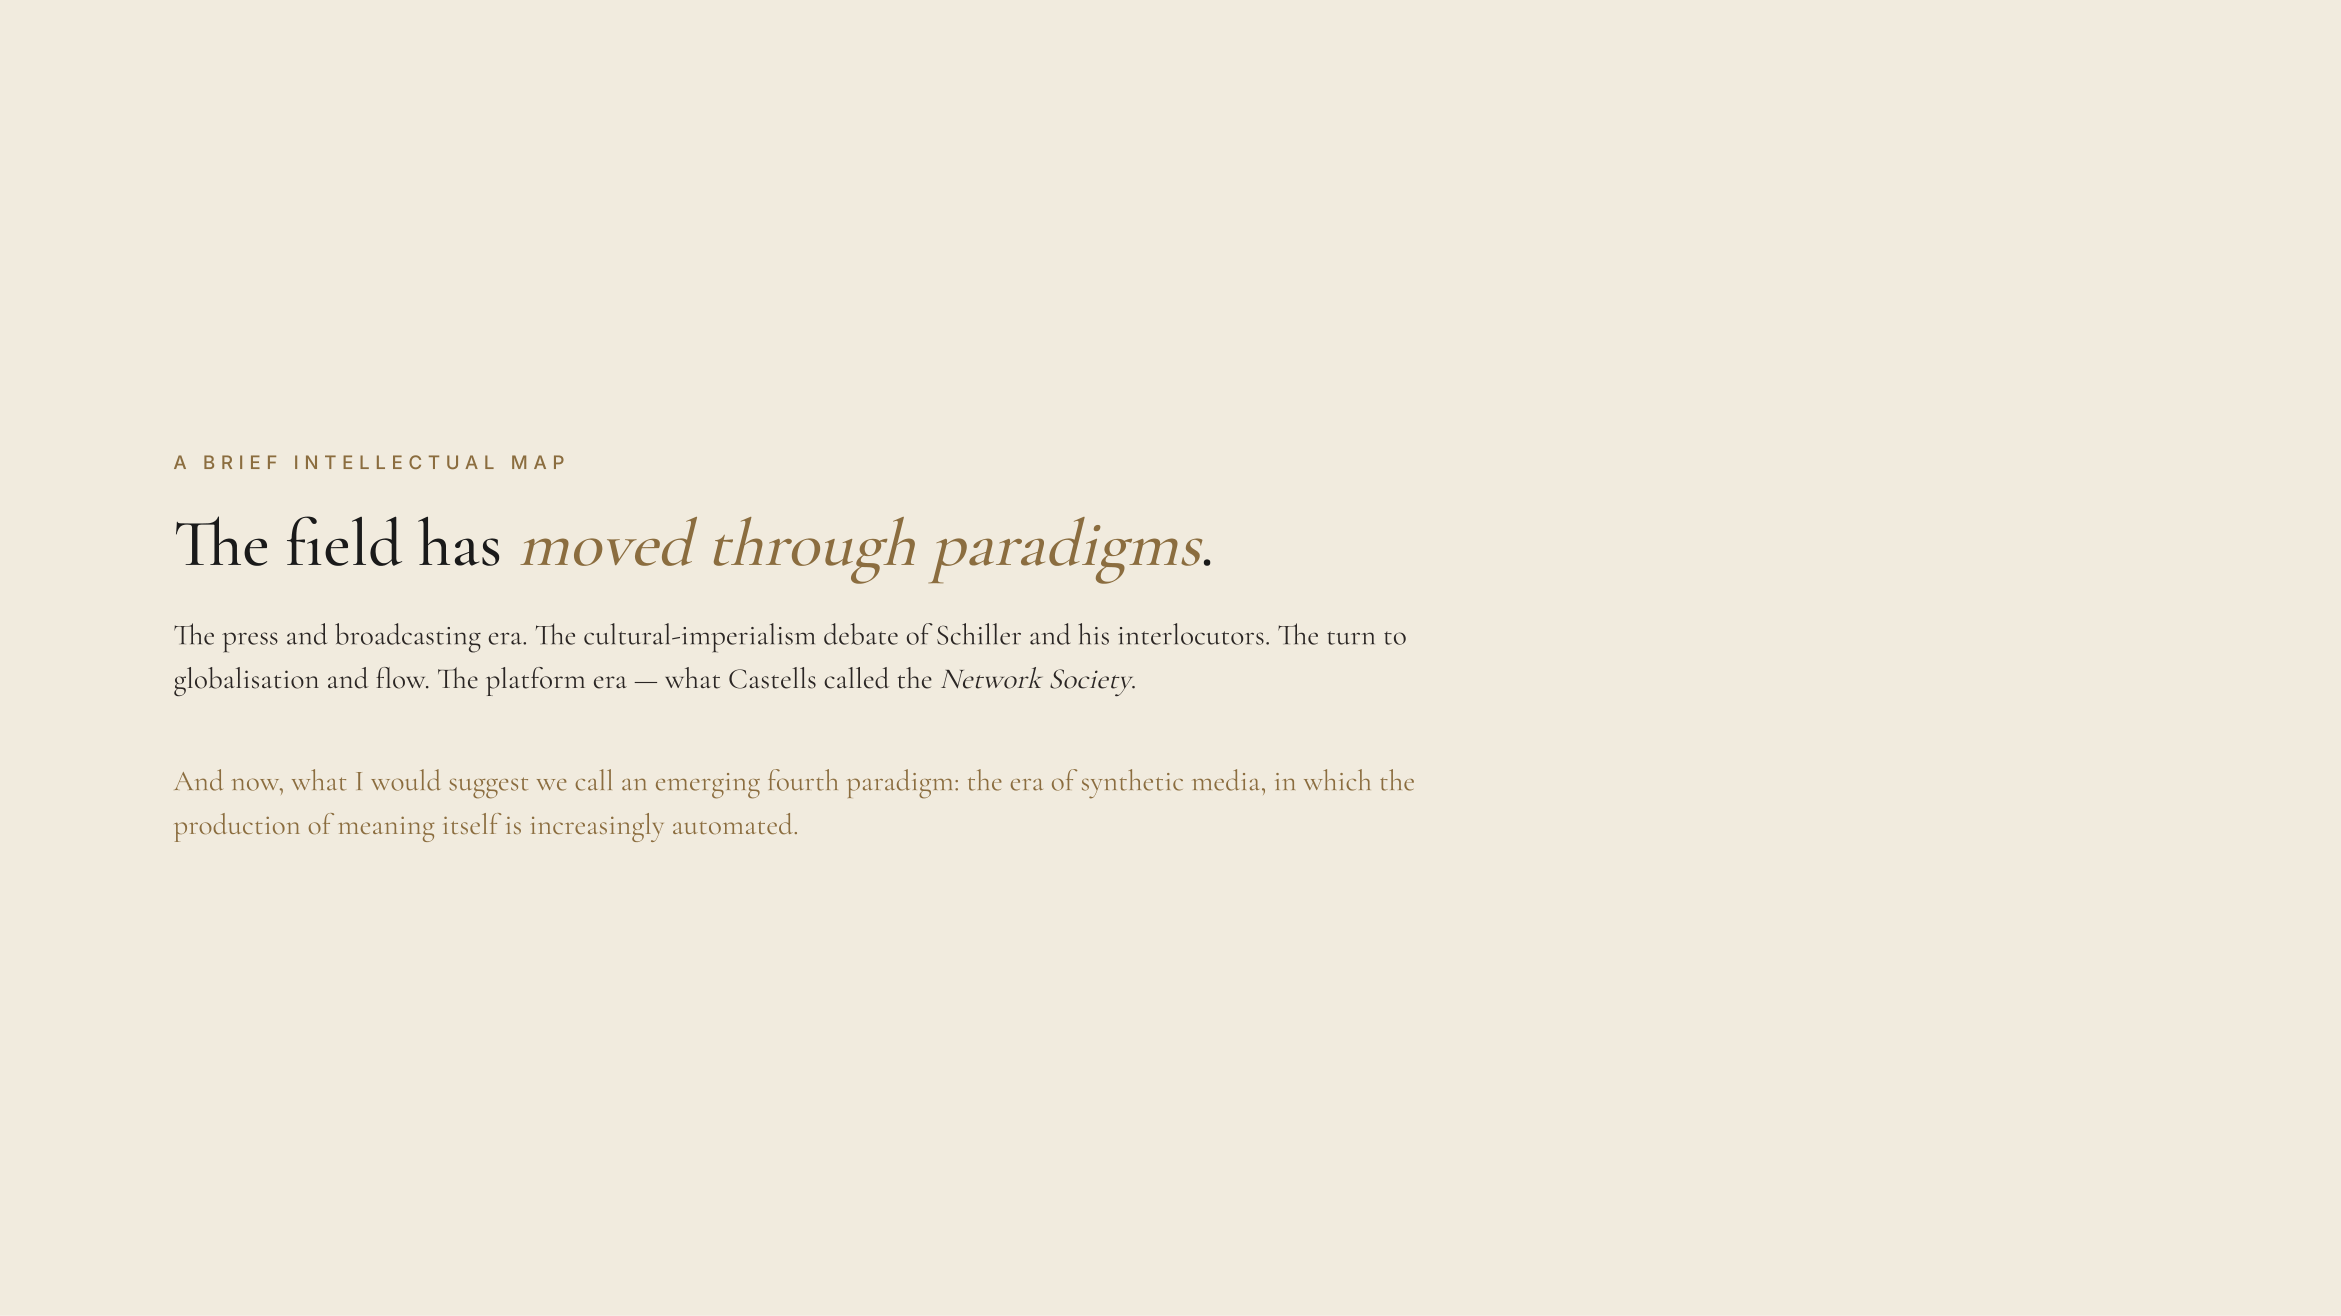 A BRIEF INTELLECTUAL MAP
The field has moved through paradigms.
The press and broadcasting era. The cultural-imperialism debate of Schiller and his interlocutors. The turn to
globalisation and flow. The platform era — what Castells called the Network Society.
And now, what I would suggest we call an emerging fourth paradigm: the era of synthetic media, in which the
production of meaning itself is increasingly automated.